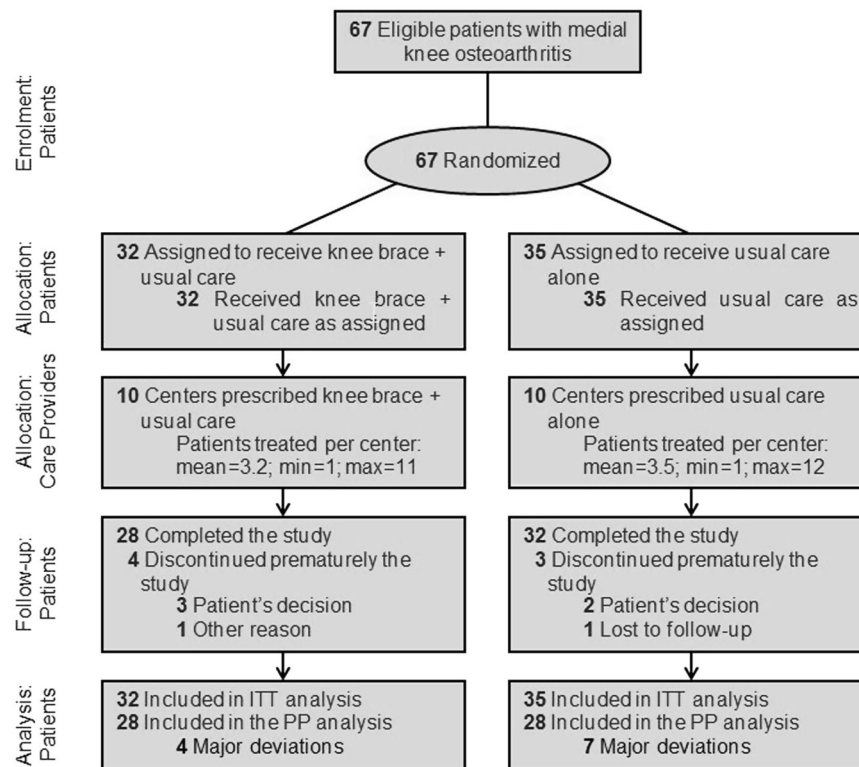 67 Eligible patients with medial
knee osteoarthritis
Enrolment:
Patients
67 Randomized
Allocation:
Patients
32 Assigned to receive knee brace +
usual care
32 Received knee brace +
usual care as assigned
35 Assigned to receive usual care
alone
35 Received usual care as
assigned
Allocation:
Care Providers
10 Centers prescribed knee brace +
usual care
Patients treated per center:
mean=3.2; min=1; max=11
10 Centers prescribed usual care
alone
Patients treated per center:
mean=3.5; min=1; max=12
Follow-up:
Patients
28 Completed the study
4 Discontinued prematurely the
study
3 Patient's decision
1 Other reason
32 Completed the study
3 Discontinued prematurely the
study
2 Patient's decision
1 Lost to follow-up
Analysis:
Patients
32 Included in ITT analysis
28 Included in the PP analysis
4 Major deviations
35 Included in ITT analysis
28 Included in the PP analysis
7 Major deviations